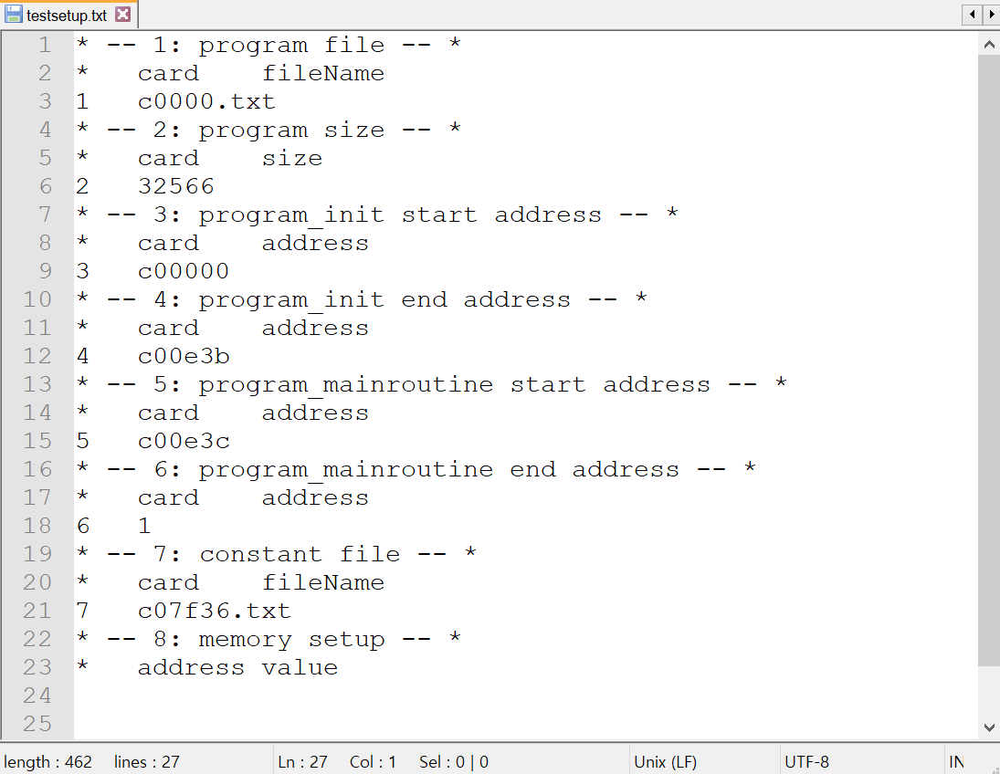 testsetup.txt
1 * -- 1: program file -- *
2 *   card    fileName
3 1   c0000.txt
4 * -- 2: program size -- *
5 *   card    size
6 2   32566
7 * -- 3: program_init start address -- *
8 *   card    address
9 3   c00000
10 * -- 4: program_init end address -- *
11 *   card    address
12 4   c00e3b
13 * -- 5: program_mainroutine start address -- *
14 *   card    address
15 5   c00e3c
16 * -- 6: program_mainroutine end address -- *
17 *   card    address
18 6   1
19 * -- 7: constant file -- *
20 *   card    fileName
21 7   c07f36.txt
22 * -- 8: memory setup -- *
23 *   address value
24
25
length : 462    lines : 27    Ln : 27    Col : 1    Sel : 0 | 0    Unix (LF)    UTF-8    IN